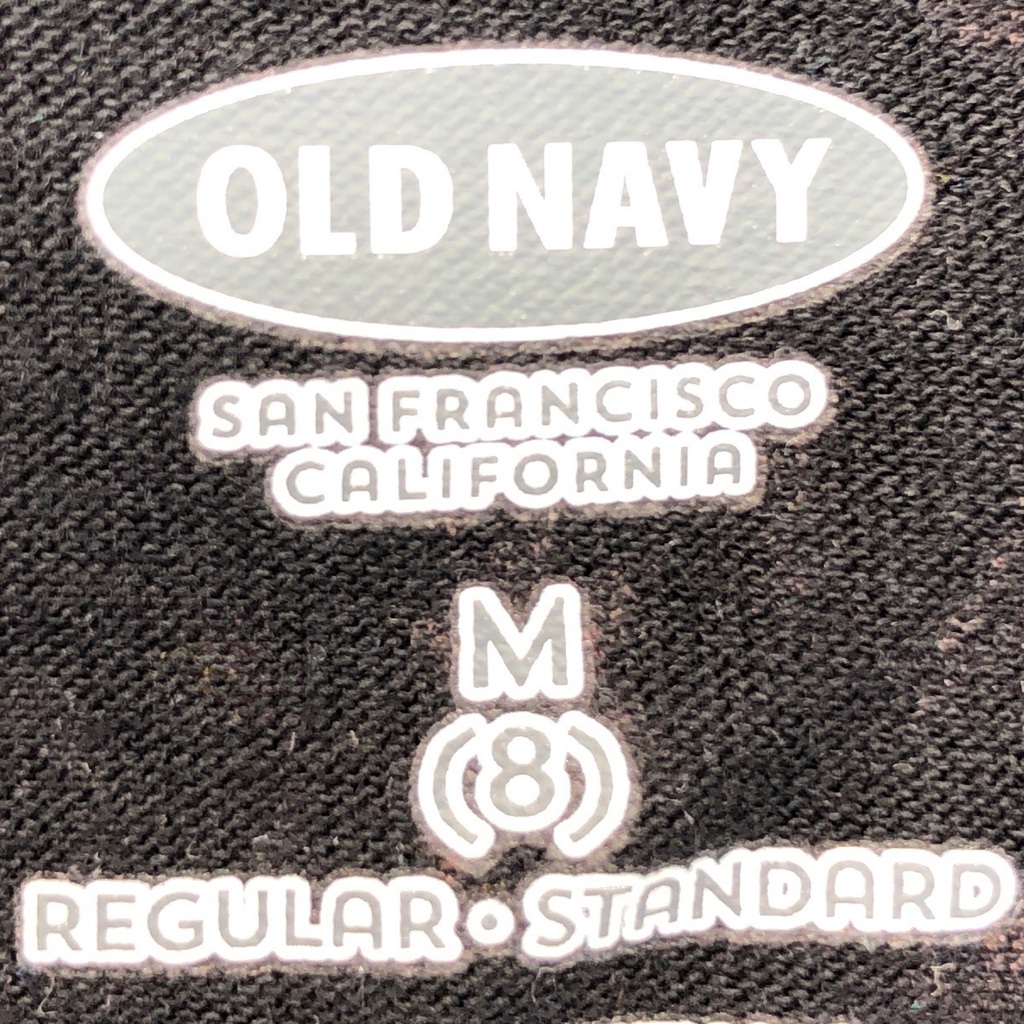 OLD NAVY
SAN FRANCISCO
CALIFORNIA
M
(8)
REGULAR • STANDARD